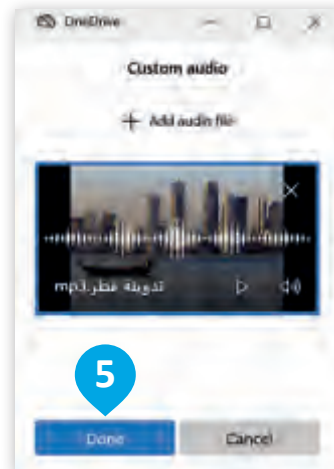 OneDrive
Custom audio
+ Add audio file
تدوينة قطر.mp3
5
Done
Cancel